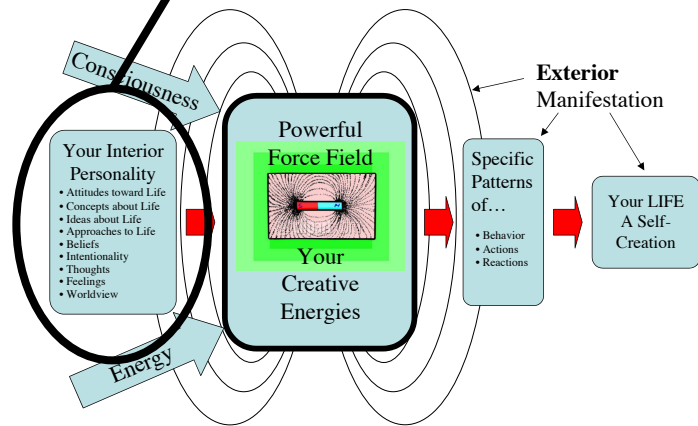 Consciousness
Your Interior
Personality
• Attitudes toward Life
• Concepts about Life
• Ideas about Life
• Approaches to Life
• Beliefs
• Intentionality
• Thoughts
• Feelings
• Worldview
Energy
Powerful
Force Field
Your
Creative
Energies
Exterior
Manifestation
Specific
Patterns
of…
• Behavior
• Actions
• Reactions
Your LIFE
A Self-
Creation